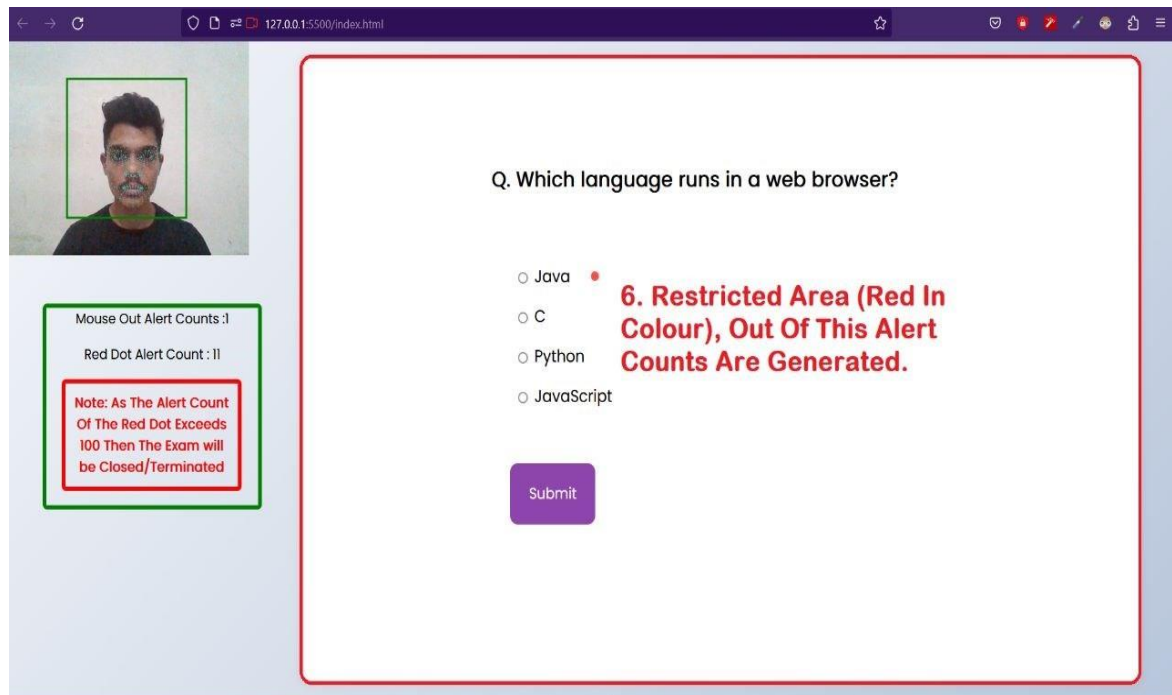 127.0.0.1:5500/index.html
Q. Which language runs in a web browser?
Java
C
Python
JavaScript
6. Restricted Area (Red In
Colour), Out Of This Alert
Counts Are Generated.
Submit
Mouse Out Alert Counts :1
Red Dot Alert Count : 11
Note: As The Alert Count
Of The Red Dot Exceeds
100 Then The Exam will
be Closed/Terminated